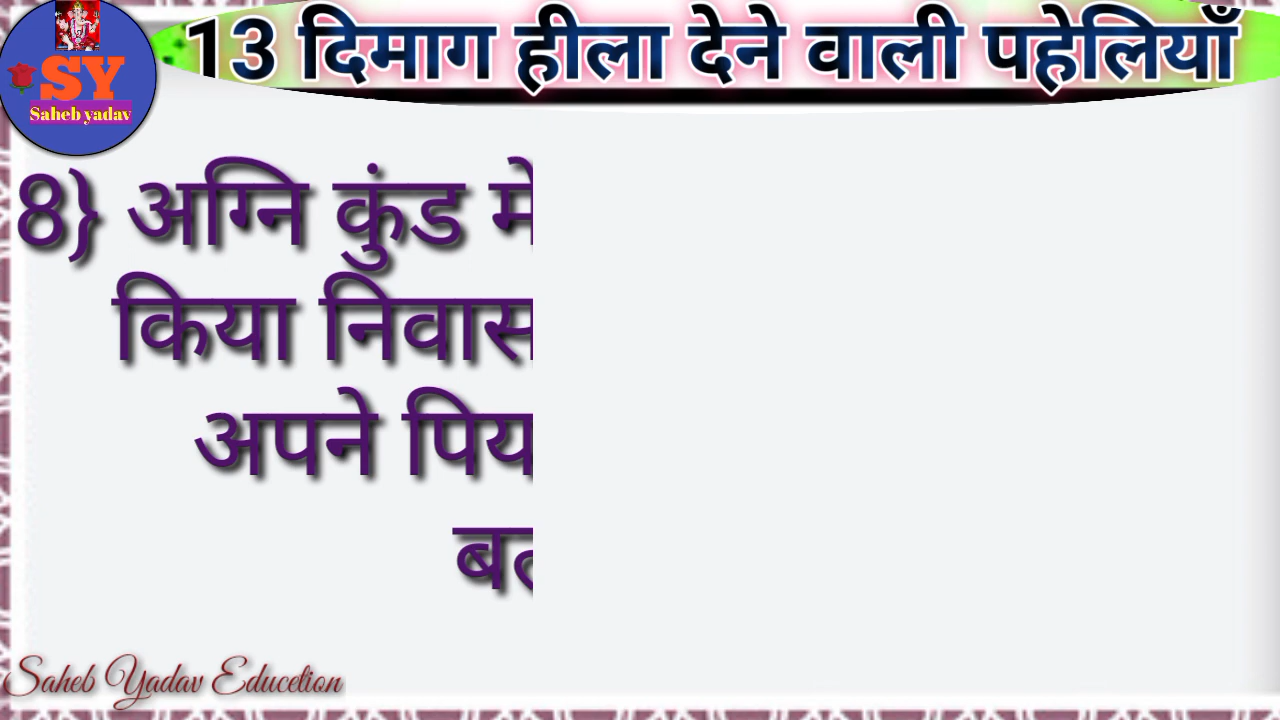 13 दिमाग हीला देने वाली पहेलियाँ
SY
Saheb yadav
8} अग्नि कुंड
किया निवास
अपने
Saheb Yadav Educetion